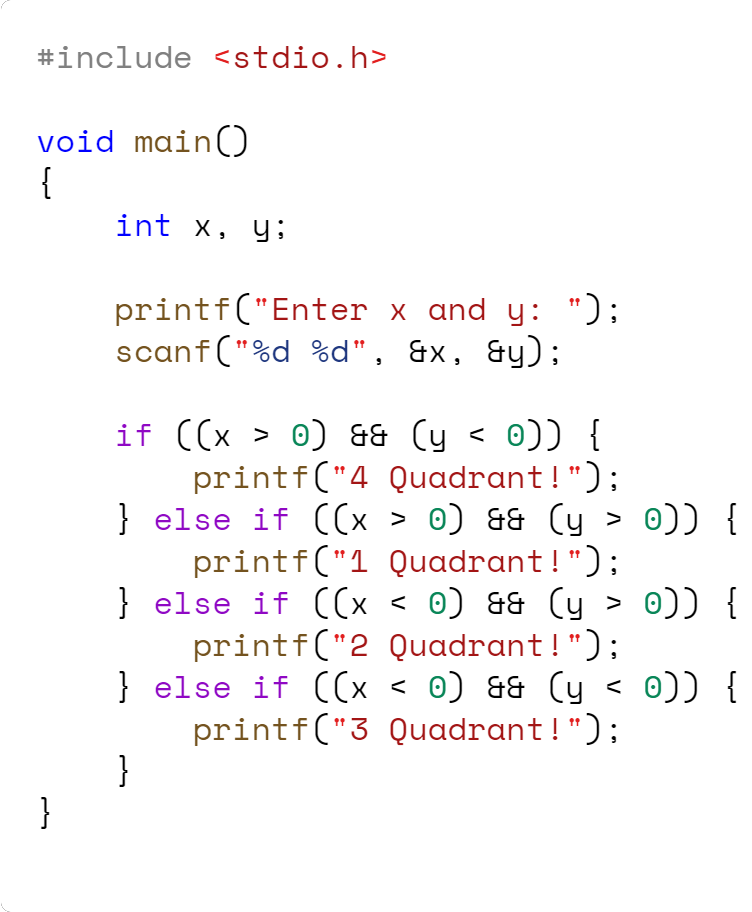 #include <stdio.h>

void main()
{
    int x, y;

    printf("Enter x and y: ");
    scanf("%d %d", &x, &y);

    if ((x > 0) && (y < 0)) {
        printf("4 Quadrant!");
    } else if ((x > 0) && (y > 0)) {
        printf("1 Quadrant!");
    } else if ((x < 0) && (y > 0)) {
        printf("2 Quadrant!");
    } else if ((x < 0) && (y < 0)) {
        printf("3 Quadrant!");
    }
}